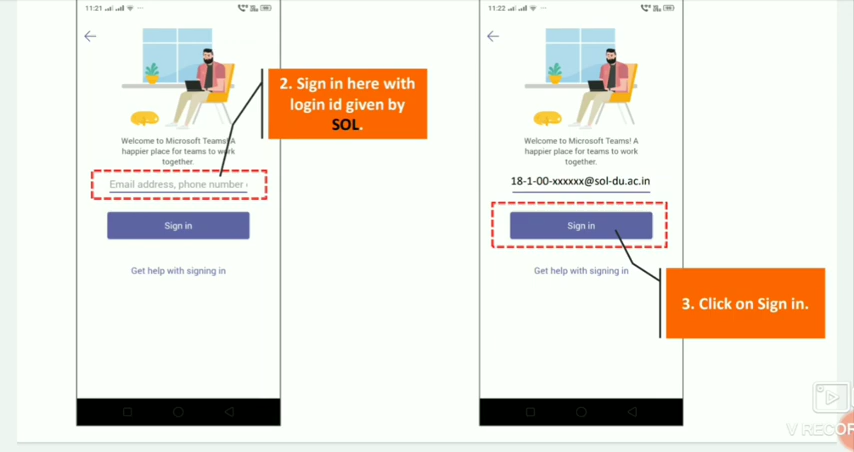 11:21
Welcome to Microsoft Teams! A
happier place for teams to work
together.
Email address, phone number
Sign in
Get help with signing in
2. Sign in here with
login id given by
SOL.
11:22
Welcome to Microsoft Teams! A
happier place for teams to work
together.
18-1-00-xxxxxx@sol-du.ac.in
Sign in
Get help with signing in
3. Click on Sign in.
V RECOR